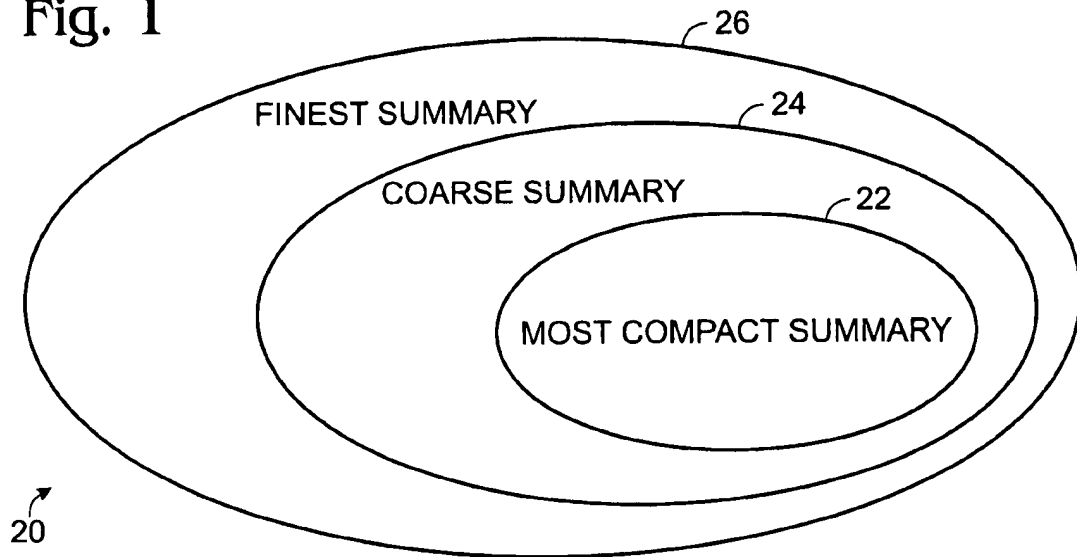 Fig. 1
26
FINEST SUMMARY
24
COARSE SUMMARY
22
MOST COMPACT SUMMARY
20